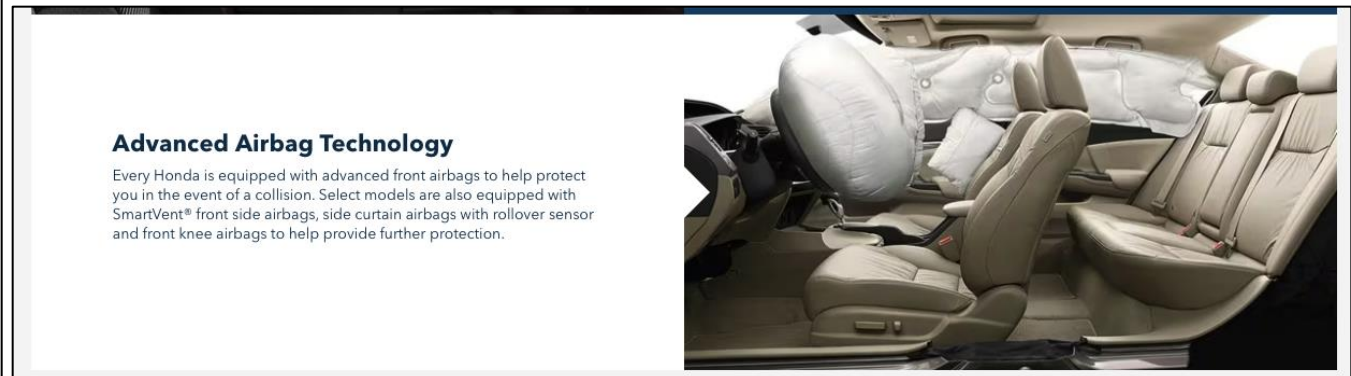 Advanced Airbag Technology
Every Honda is equipped with advanced front airbags to help protect
you in the event of a collision. Select models are also equipped with
SmartVent® front side airbags, side curtain airbags with rollover sensor
and front knee airbags to help provide further protection.